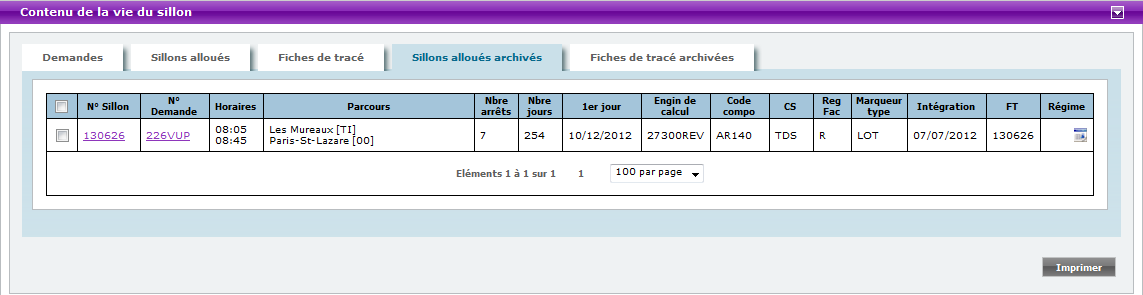 Contenu de la vie du sillon
Demandes Sillons alloués Fiches de tracé Sillons alloués archivés Fiches de tracé archivées
N° Sillon N° Demande Horaires Parcours Nbre arrêts Nbre jours 1er jour Engin de calcul Code compo CS Reg Fac Marqueur type Intégration FT Régime
130626 226VUP 08:05 Les Mureaux [TI] 7 254 10/12/2012 27300REV AR140 TDS R LOT 07/07/2012 130626
08:45 Paris-St-Lazare [00]
Eléments 1 à 1 sur 1 1 100 par page
Imprimer